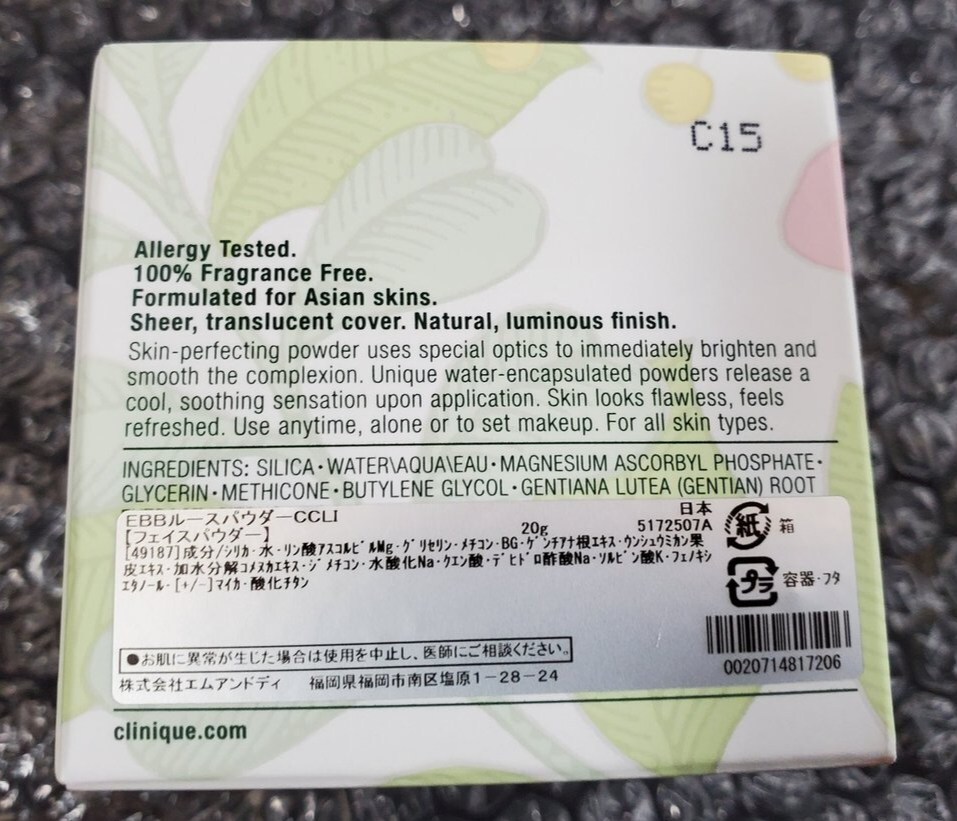 C15
Allergy Tested.
100% Fragrance Free.
Formulated for Asian skins.
Sheer, translucent cover. Natural, luminous finish.
Skin-perfecting powder uses special optics to immediately brighten and
smooth the complexion. Unique water-encapsulated powders release a
cool, soothing sensation upon application. Skin looks flawless, feels
refreshed. Use anytime, alone or to set makeup. For all skin types.
INGREDIENTS: SILICA・WATER\AQUA\EAU・MAGNESIUM ASCORBYL PHOSPHATE・
GLYCERIN・METHICONE・BUTYLENE GLYCOL・GENTIANA LUTEA (GENTIAN) ROOT
EBBルースパウダーCCLI 日本
【フェイスパウダー】 20g 5172507A
[49187]成分/シリカ・水・リン酸アスコルビルMg・グリセリン・メチコン・BG・ゲンチアナ根エキス・ウンシュウミカン果
皮エキス・加水分解コメヌカエキス・ジメチコン・水酸化Na・クエン酸・デヒドロ酢酸Na・ソルビン酸K・フェノキシ
エタノール・[+/-]マイカ・酸化チタン
紙 箱
プラ 容器・フタ
●お肌に異常が生じた場合は使用を中止し、医師にご相談ください。
株式会社エムアンドディ 福岡県福岡市南区塩原1-28-24
0020714817206
clinique.com